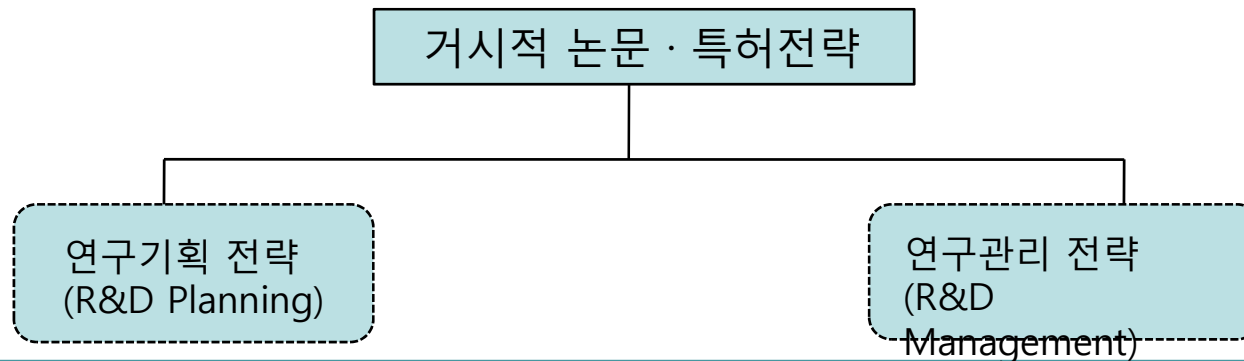 거시적 논문 · 특허전략
연구기획 전략
(R&D Planning)
연구관리 전략
(R&D
Management)